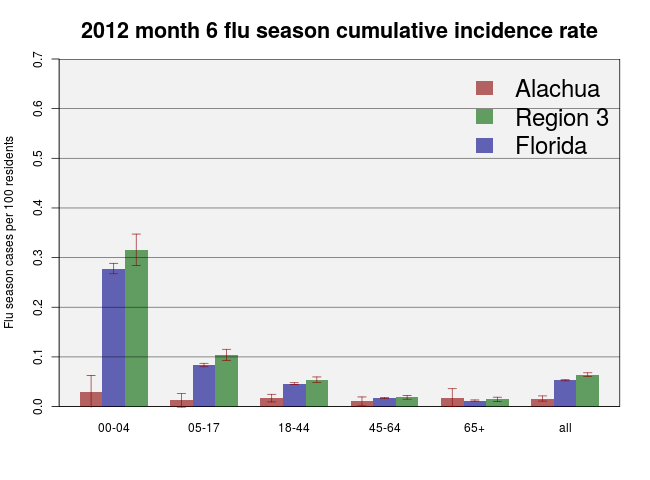 2012 month 6 flu season cumulative incidence rate
Flu season cases per 100 residents
0.7
0.6
0.5
0.4
0.3
0.2
0.1
0.0
Alachua
Region 3
Florida
00-04
05-17
18-44
45-64
65+
all